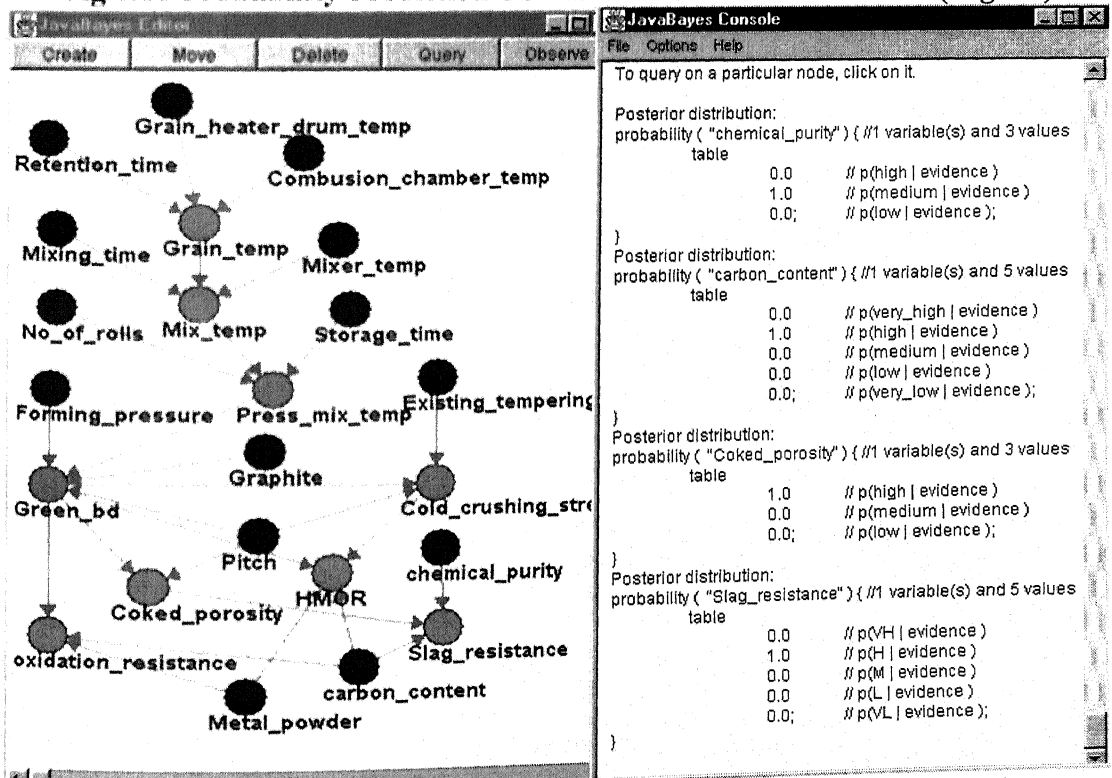 JavaBayes Editor
Create Move Delete Query Observe
Grain_heater_drum_temp
Retention_time
Combusion_chamber_temp
Mixing_time
Grain_temp
Mixer_temp
No_of_rolls
Mix_temp
Storage_time
Forming_pressure
Press_mix_temp
Existing_tempering
Graphite
Green_bd
Cold_crushing_stre
Pitch
HMOR
chemical_purity
Coked_porosity
oxidation_resistance
Slag_resistance
carbon_content
Metal_powder
JavaBayes Console
File Options Help
To query on a particular node, click on it.
Posterior distribution:
probability ( "chemical_purity" ) { //1 variable(s) and 3 values
table
0.0 // p(high | evidence )
1.0 // p(medium | evidence )
0.0; // p(low | evidence );
}
Posterior distribution:
probability ( "carbon_content" ) { //1 variable(s) and 5 values
table
0.0 // p(very_high | evidence )
1.0 // p(high | evidence )
0.0 // p(medium | evidence )
0.0 // p(low | evidence )
0.0; // p(very_low | evidence );
}
Posterior distribution:
probability ( "Coked_porosity" ) { //1 variable(s) and 3 values
table
1.0 // p(high | evidence )
0.0 // p(medium | evidence )
0.0; // p(low | evidence );
}
Posterior distribution:
probability ( "Slag_resistance" ) { //1 variable(s) and 5 values
table
0.0 // p(VH | evidence )
1.0 // p(H | evidence )
0.0 // p(M | evidence )
0.0 // p(L | evidence )
0.0; // p(VL | evidence );
}